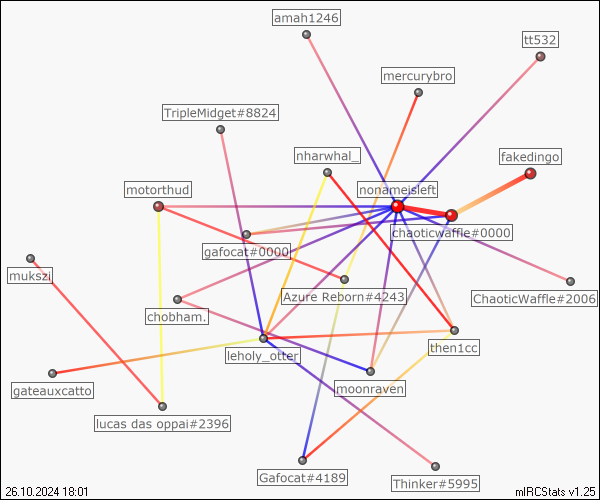 amah1246
tt532
mercurybro
TripleMidget#8824
nharwhal_
fakedingo
motorthud
nonameisleft
chaoticwaffle#0000
gafocat#0000
mukszi
Azure Reborn#4243
ChaoticWaffle#2006
chobham.
then1cc
leholy_otter
moonraven
gateauxcatto
lucas das oppai#2396
Gafocat#4189
Thinker#5995
26.10.2024 18:01
mIRCStats v1.25